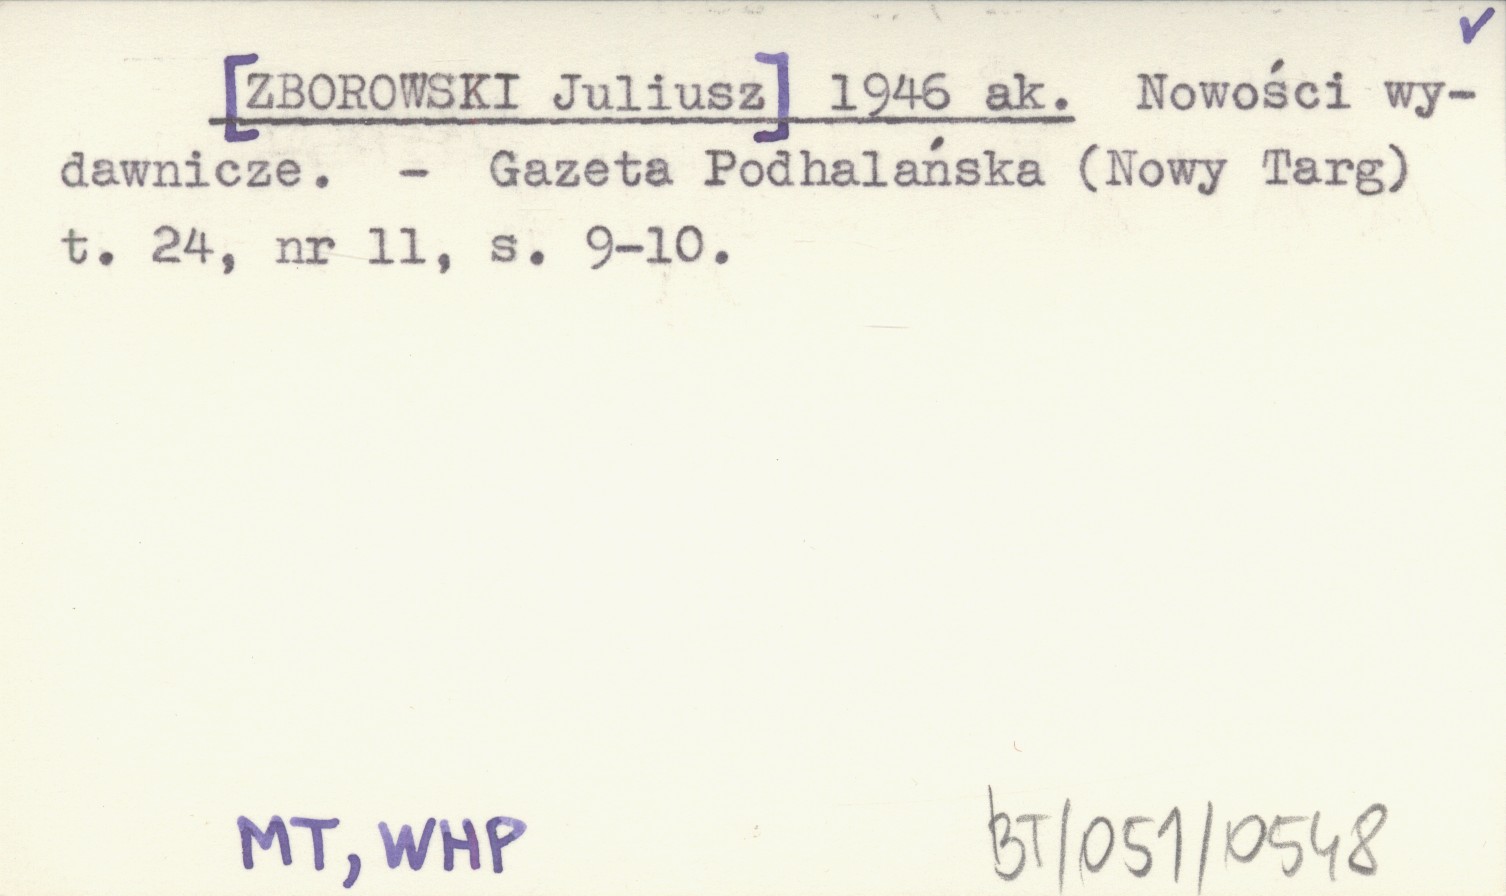 [ZBOROWSKI Juliusz] 1946 ak. Nowości wy-
dawnicze. - Gazeta Podhalańska (Nowy Targ)
t. 24, nr 11, s. 9-10.
MT, WHP
BT/051/0548